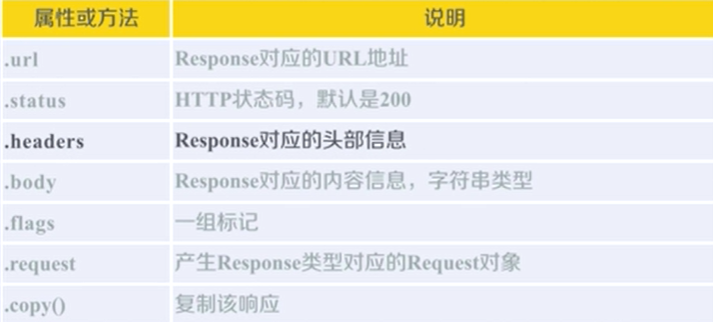 属性或方法 说明
.url Response对应的URL地址
.status HTTP状态码，默认是200
.headers Response对应的头部信息
.body Response对应的内容信息，字符串类型
.flags 一组标记
.request 产生Response类型对应的Request对象
.copy() 复制该响应